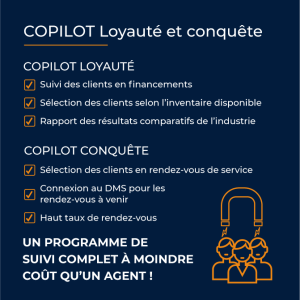 COPILOT Loyauté et conquête
COPILOT LOYAUTÉ
Suivi des clients en financements
Sélection des clients selon l'inventaire disponible
Rapport des résultats comparatifs de l'industrie
COPILOT CONQUÊTE
Sélection des clients en rendez-vous de service
Connexion au DMS pour les
rendez-vous à venir
Haut taux de rendez-vous
UN PROGRAMME DE
SUIVI COMPLET À MOINDRE
COÛT QU'UN AGENT !